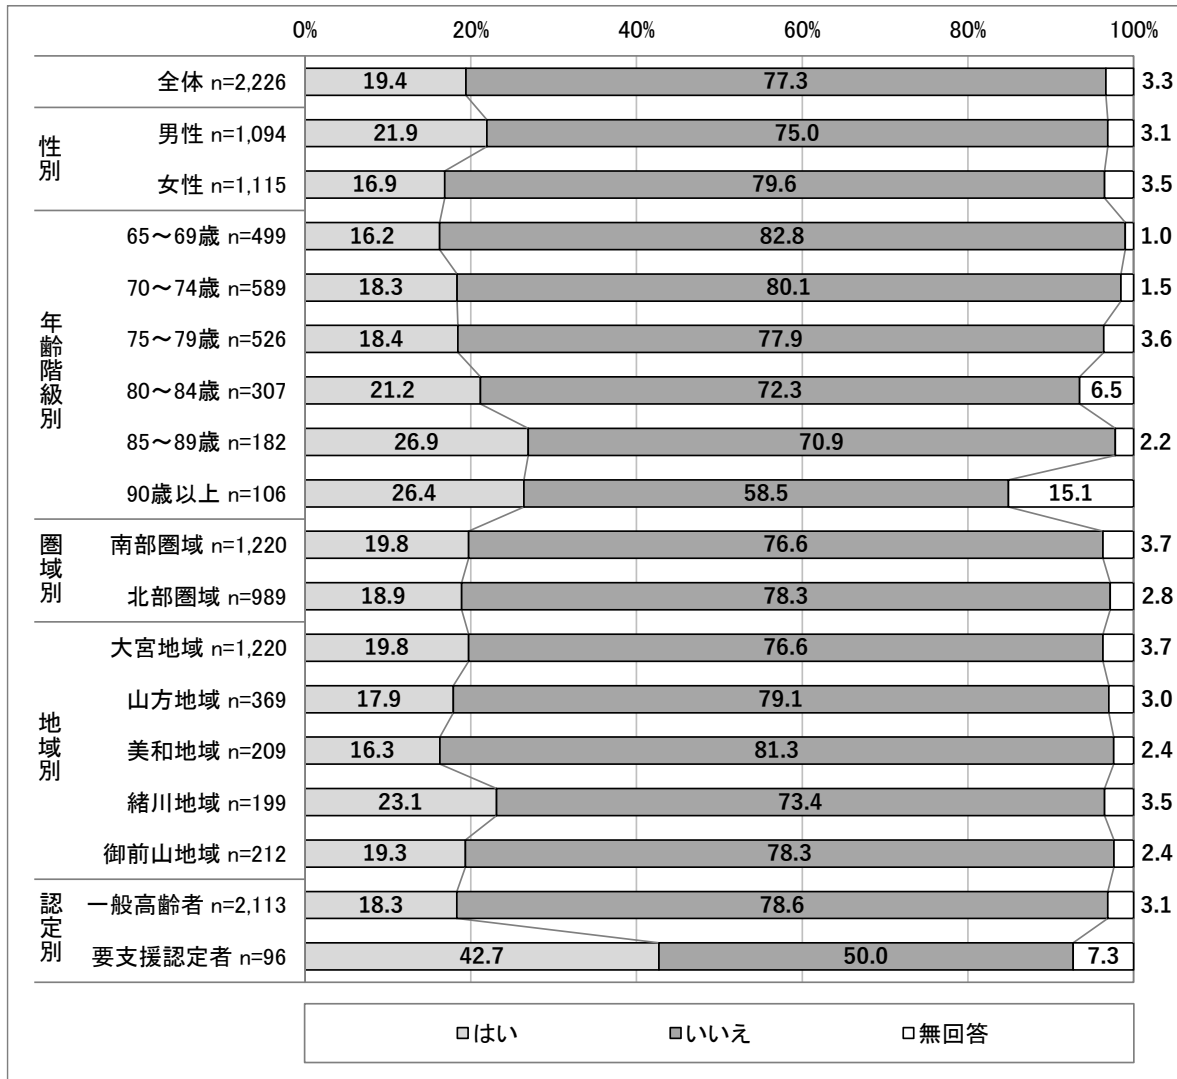 0% 20% 40% 60% 80% 100%
全体 n=2,226 19.4 77.3 3.3
性別
男性 n=1,094 21.9 75.0 3.1
女性 n=1,115 16.9 79.6 3.5
年齢階級別
65～69歳 n=499 16.2 82.8 1.0
70～74歳 n=589 18.3 80.1 1.5
75～79歳 n=526 18.4 77.9 3.6
80～84歳 n=307 21.2 72.3 6.5
85～89歳 n=182 26.9 70.9 2.2
90歳以上 n=106 26.4 58.5 15.1
圏域別
南部圏域 n=1,220 19.8 76.6 3.7
北部圏域 n=989 18.9 78.3 2.8
地域別
大宮地域 n=1,220 19.8 76.6 3.7
山方地域 n=369 17.9 79.1 3.0
美和地域 n=209 16.3 81.3 2.4
緒川地域 n=199 23.1 73.4 3.5
御前山地域 n=212 19.3 78.3 2.4
認定別
一般高齢者 n=2,113 18.3 78.6 3.1
要支援認定者 n=96 42.7 50.0 7.3
はい いいえ 無回答